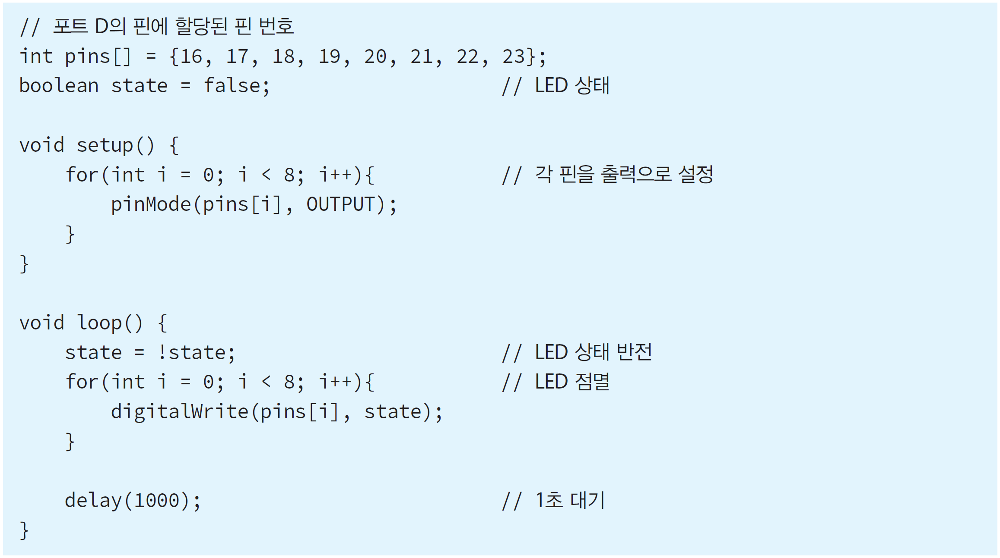 // 포트 D의 핀에 할당된 핀 번호
int pins[] = {16, 17, 18, 19, 20, 21, 22, 23};
boolean state = false; // LED 상태
void setup() {
for(int i = 0; i < 8; i++){ // 각 핀을 출력으로 설정
pinMode(pins[i], OUTPUT);
}
}
void loop() {
state = !state; // LED 상태 반전
for(int i = 0; i < 8; i++){ // LED 점멸
digitalWrite(pins[i], state);
}
delay(1000); // 1초 대기
}